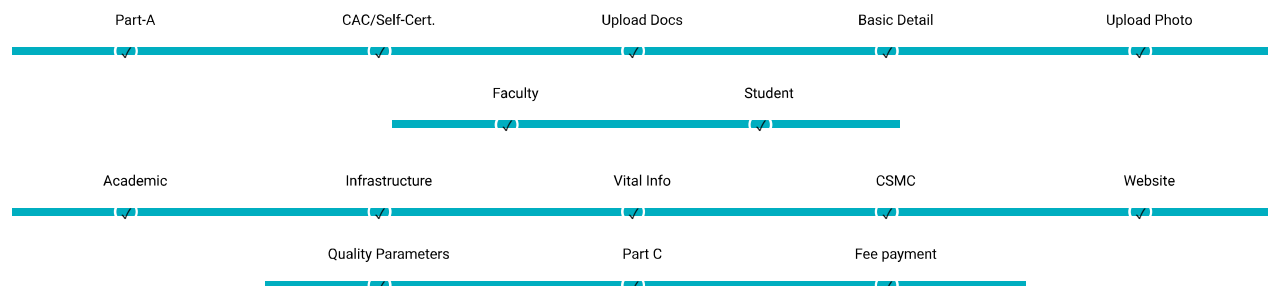 Part-A CAC/Self-Cert. Upload Docs Basic Detail Upload Photo
Faculty Student
Academic Infrastructure Vital Info CSMC Website
Quality Parameters Part C Fee payment